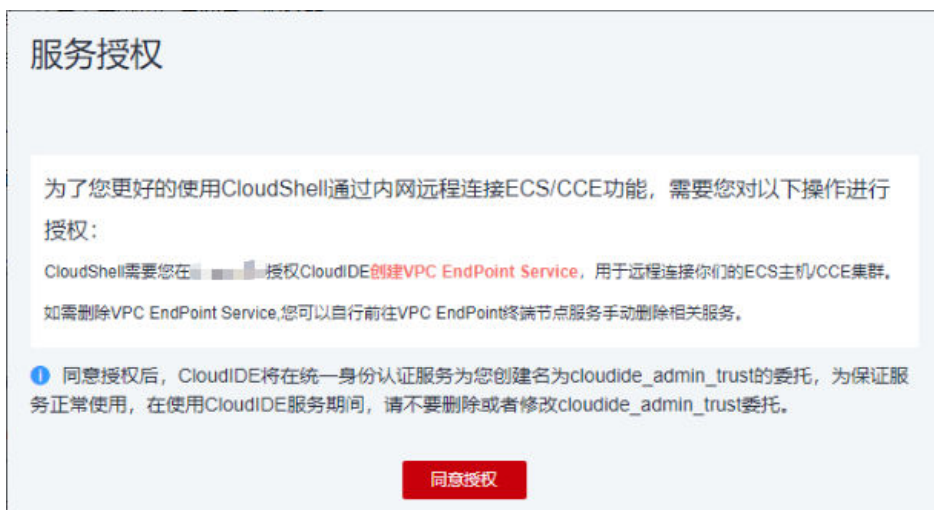 服务授权
为了您更好的使用CloudShell通过内网远程连接ECS/CCE功能，需要您对以下操作进行
授权：
CloudShell需要您在授权CloudIDE创建VPC EndPoint Service，用于远程连接你们的ECS主机/CCE集群。
如需删除VPC EndPoint Service,您可以自行前往VPC EndPoint终端节点服务手动删除相关服务。
同意授权后，CloudIDE将在统一身份认证服务为您创建名为cloudide_admin_trust的委托，为保证服
务正常使用，在使用CloudIDE服务期间，请不要删除或者修改cloudide_admin_trust委托。
同意授权